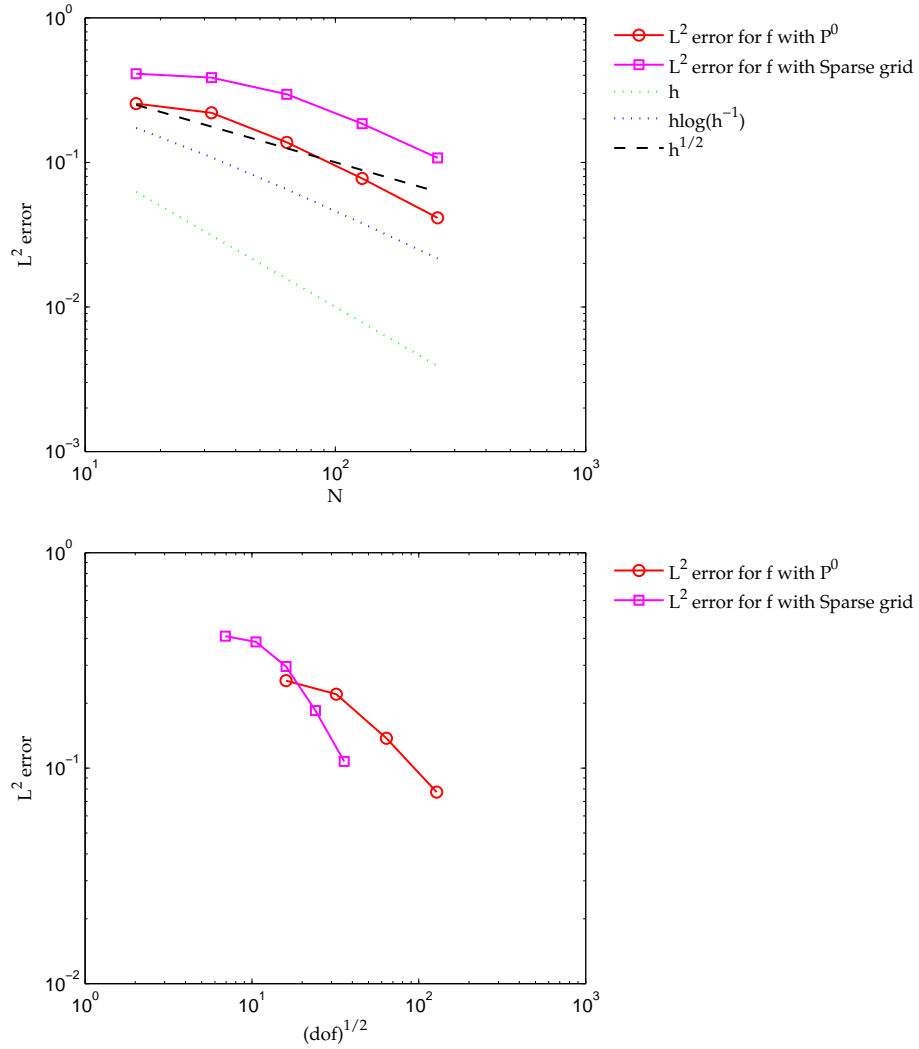 10^0
10^-1
10^-2
10^-3
L^2 error
10^1
10^2
10^3
N
L^2 error for f with P^0
L^2 error for f with Sparse grid
h
hlog(h^-1)
h^1/2
10^0
10^-1
10^-2
L^2 error
10^0
10^1
10^2
10^3
(dof)^1/2
L^2 error for f with P^0
L^2 error for f with Sparse grid